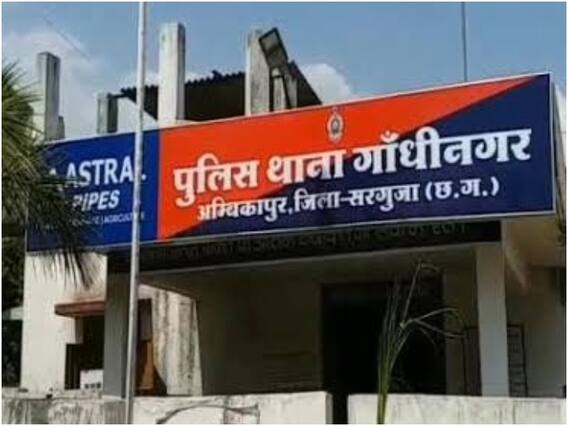 ASTRAL
PIPES
पुलिस थाना गाँधीनगर
अम्बिकापुर, जिला-सरगुजा (छ.ग.)